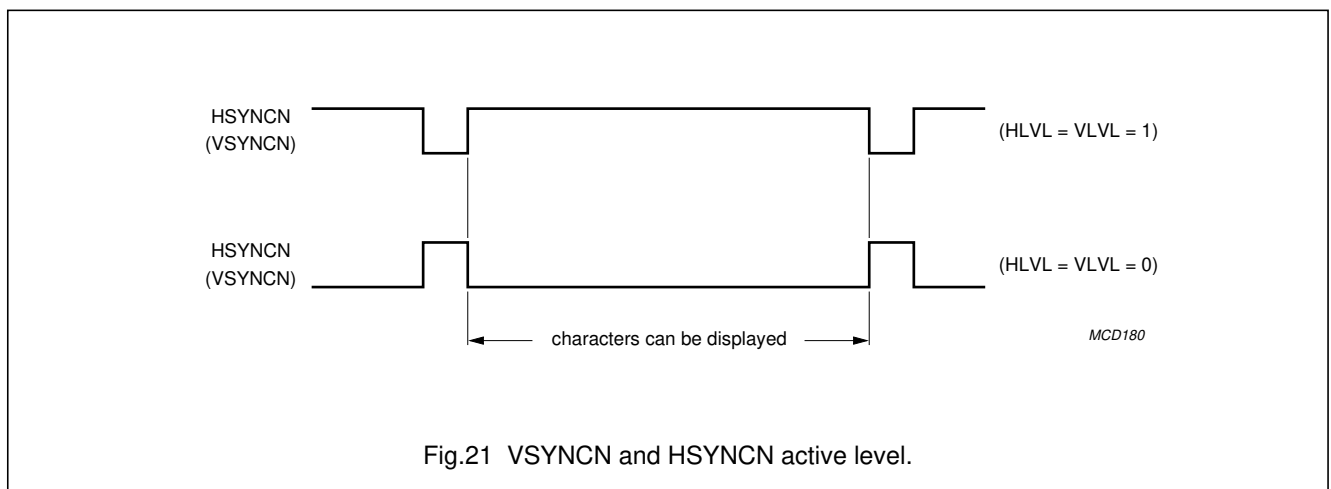 HSYNCN
(VSYNCN)
(HLVL = VLVL = 1)
HSYNCN
(VSYNCN)
(HLVL = VLVL = 0)
characters can be displayed
MCD180
Fig.21 VSYNCN and HSYNCN active level.